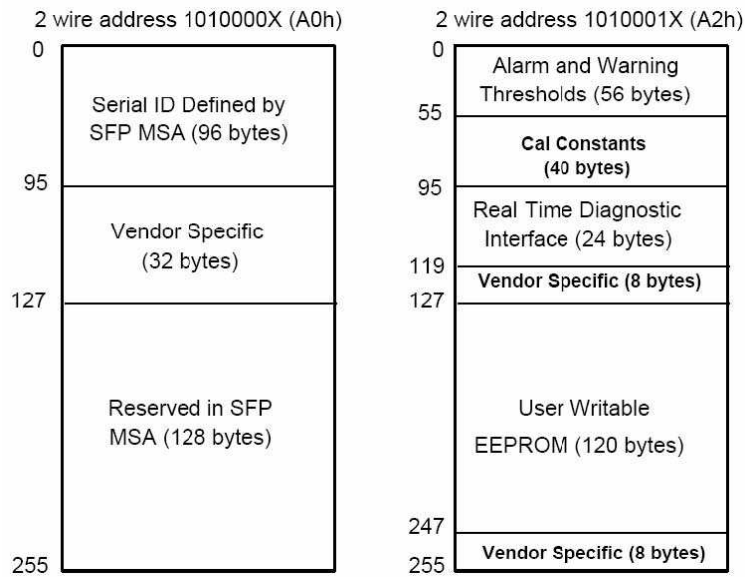 2 wire address 1010000X (A0h)
0
Serial ID Defined by
SFP MSA (96 bytes)
95
Vendor Specific
(32 bytes)
127
Reserved in SFP
MSA (128 bytes)
255
2 wire address 1010001X (A2h)
0
Alarm and Warning
Thresholds (56 bytes)
55
Cal Constants
(40 bytes)
95
Real Time Diagnostic
Interface (24 bytes)
119
Vendor Specific (8 bytes)
127
User Writable
EEPROM (120 bytes)
247
Vendor Specific (8 bytes)
255